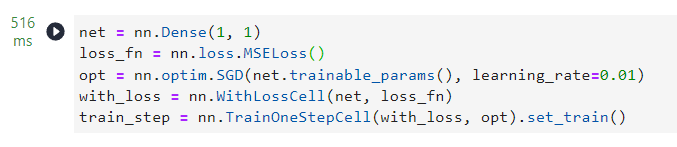 516
ms
net = nn.Dense(1, 1)
loss_fn = nn.loss.MSELoss()
opt = nn.optim.SGD(net.trainable_params(), learning_rate=0.01)
with_loss = nn.WithLossCell(net, loss_fn)
train_step = nn.TrainOneStepCell(with_loss, opt).set_train()